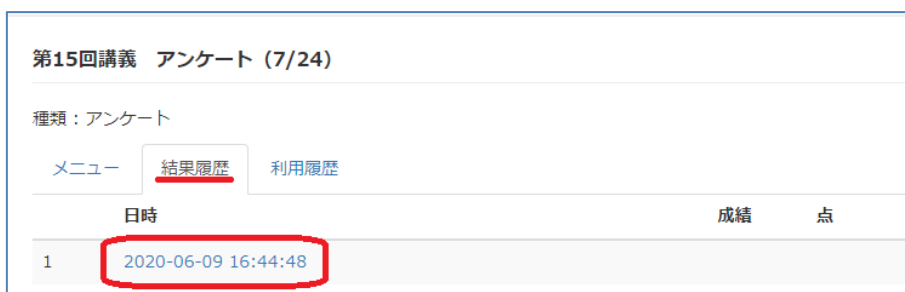 第15回講義 アンケート（7/24）
種類：アンケート
メニュー 結果履歴 利用履歴
日時 成績 点
1 2020-06-09 16:44:48